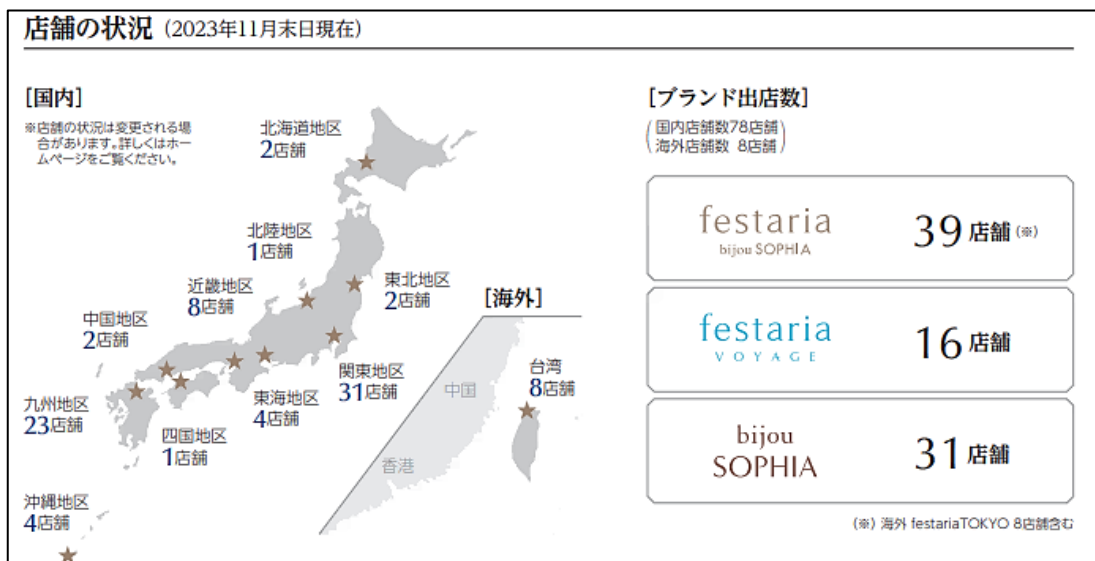 店舗の状況 (2023年11月末日現在)
[国内]
※店舗の状況は変更される場
合があります。詳しくはホー
ムページをご覧ください。
北海道地区
2店舗
北陸地区
1店舗
近畿地区
8店舗
東北地区
2店舗
中国地区
2店舗
関東地区
31店舗
東海地区
4店舗
九州地区
23店舗
四国地区
1店舗
沖縄地区
4店舗
[海外]
中国
台湾
8店舗
香港
[ブランド出店数]
(国内店舗数78店舗
海外店舗数 8店舗)
festaria
bijou SOPHIA
39店舗(※)
festaria
VOYAGE
16店舗
bijou
SOPHIA
31店舗
(※) 海外 festariaTOKYO 8店舗含む